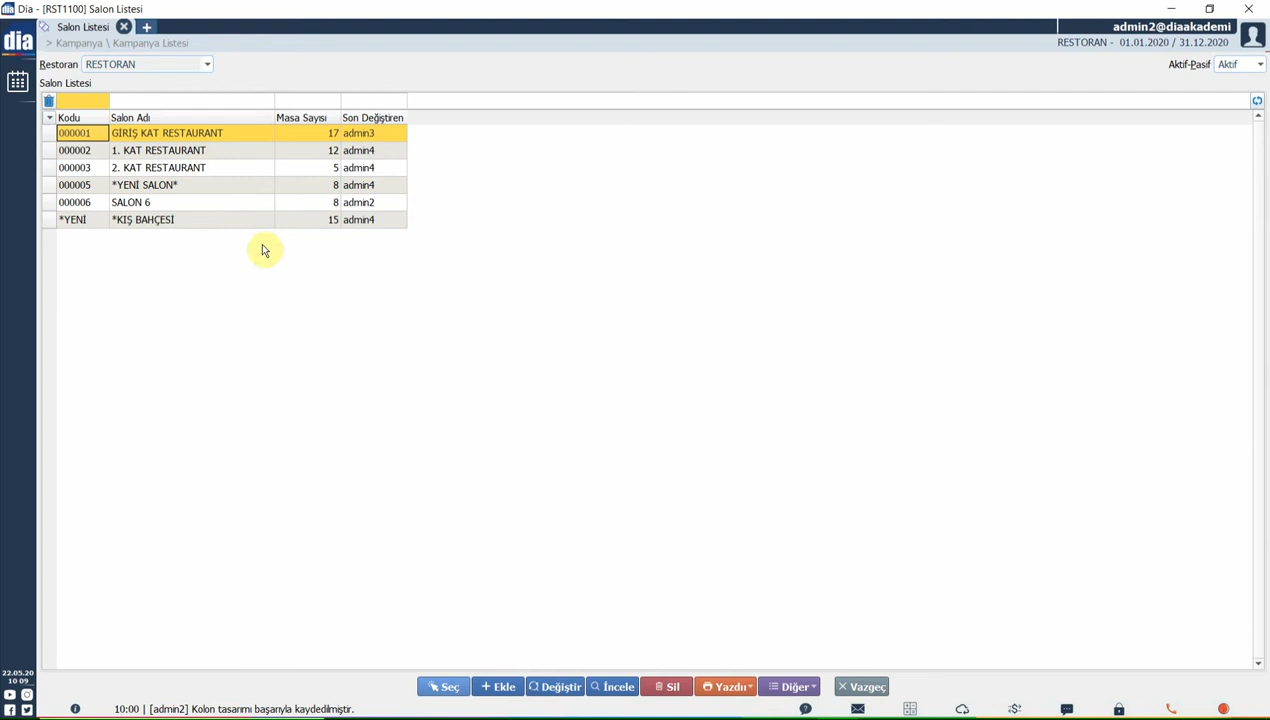 Dia - [RST1100] Salon Listesi
dia
Salon Listesi
admin2@diaakademi
> Kampanya \ Kampanya Listesi
RESTORAN - 01.01.2020 / 31.12.2020
Restoran RESTORAN
Aktif-Pasif Aktif
Salon Listesi
Kodu Salon Adı Masa Sayısı Son Değiştiren
000001 GİRİŞ KAT RESTAURANT 17 admin3
000002 1. KAT RESTAURANT 12 admin4
000003 2. KAT RESTAURANT 5 admin4
000005 *YENİ SALON* 8 admin4
000006 SALON 6 8 admin2
*YENİ *KIŞ BAHÇESİ 15 admin4
Seç + Ekle Değiştir İncele Sil Yazdır Diğer Vazgeç
22.05.20
10 09
10:00 | [admin2] Kolon tasarımı başarıyla kaydedilmiştir.